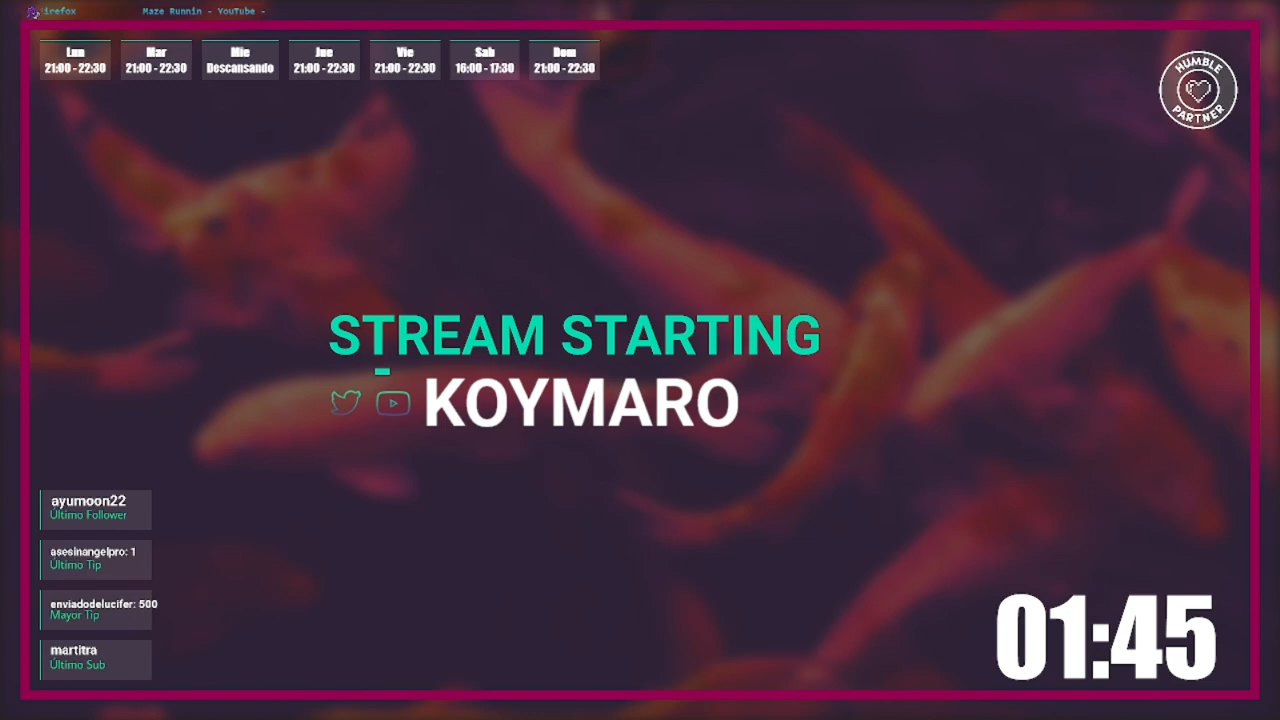 irefox Maze Runnin - YouTube -
Lun Mar Mie Jue Vie Sab Dom
21:00 - 22:30 21:00 - 22:30 Descansando 21:00 - 22:30 21:00 - 22:30 16:00 - 17:30 21:00 - 22:30
HUMBLE
PARTNER
STREAM STARTING
KOYMARO
ayumoon22
Último Follower
asesinangelpro: 1
Último Tip
enviadodelucifer: 500
Mayor Tip
martitra
Último Sub
01:45